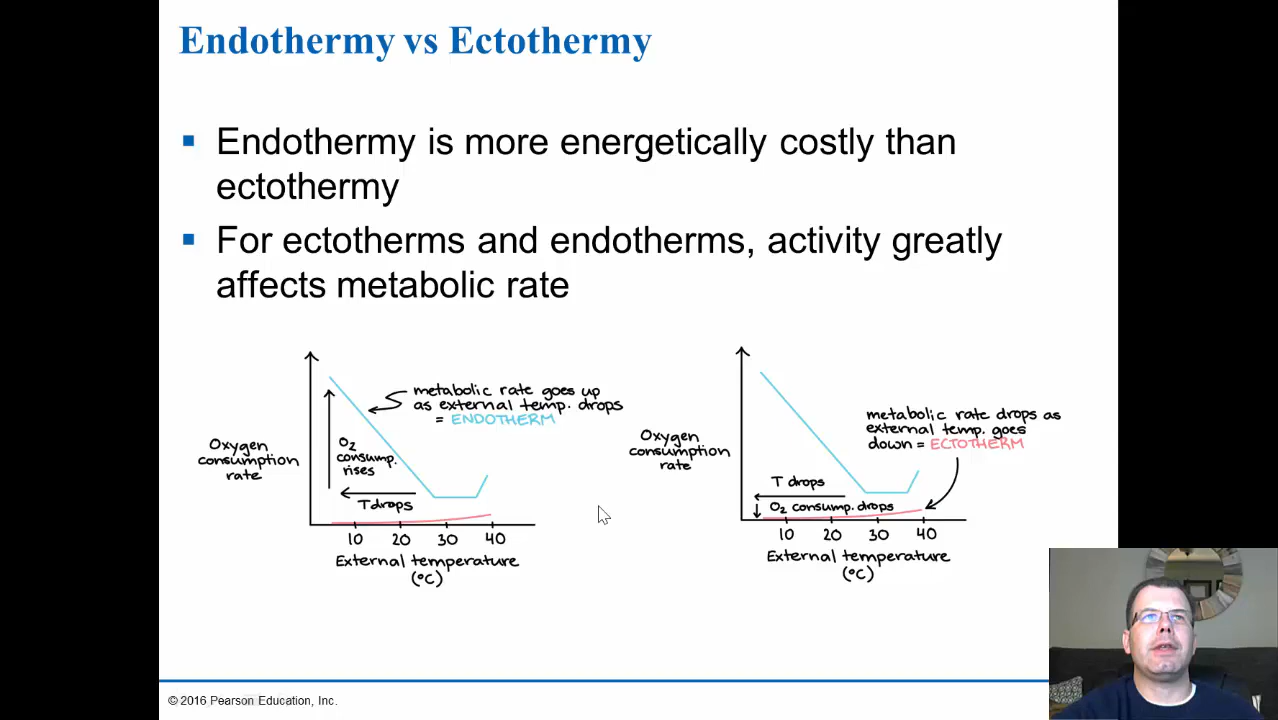 Endothermy vs Ectothermy
▪ Endothermy is more energetically costly than
ectothermy
▪ For ectotherms and endotherms, activity greatly
affects metabolic rate
metabolic rate goes up
as external temp. drops
= ENDOTHERM
Oxygen
consumption
rate
O₂
consump.
rises
T drops
10 20 30 40
External temperature
(°C)
metabolic rate drops as
external temp. goes
down = ECTOTHERM
Oxygen
consumption
rate
T drops
O₂ consump. drops
10 20 30 40
External temperature
(°C)
© 2016 Pearson Education, Inc.